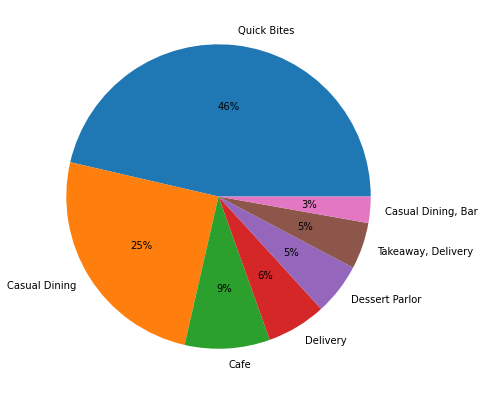 Quick Bites
46%
Casual Dining
25%
Cafe
9%
Delivery
6%
Dessert Parlor
5%
Takeaway, Delivery
5%
Casual Dining, Bar
3%